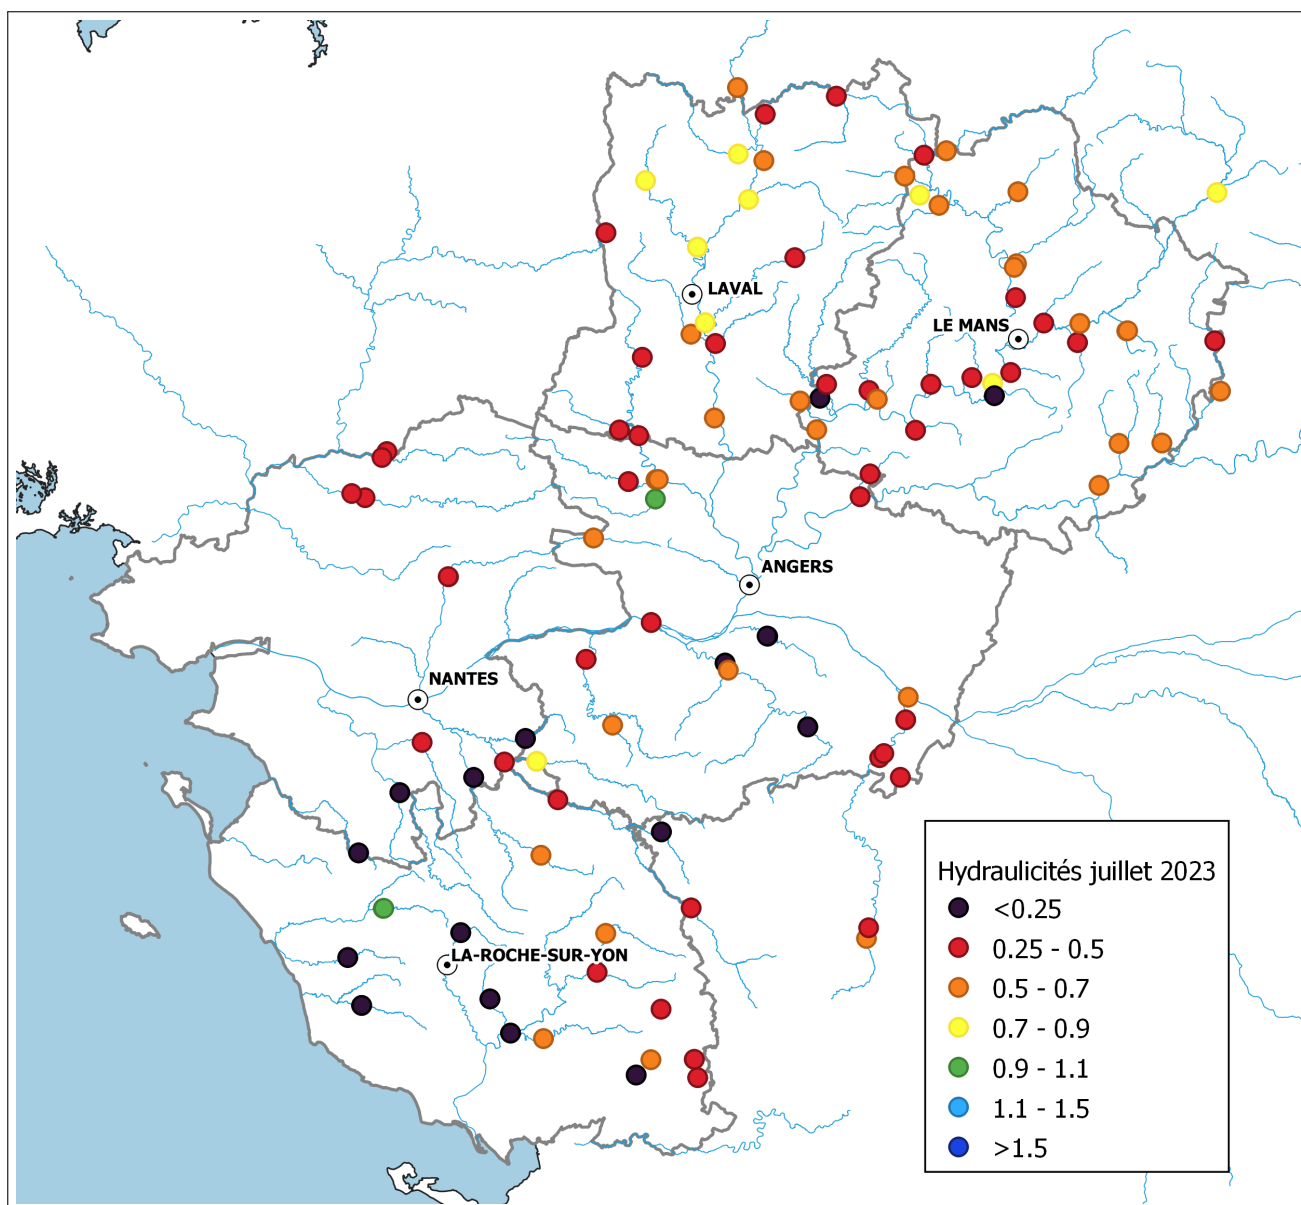 LAVAL
LE MANS
ANGERS
NANTES
LA-ROCHE-SUR-YON
Hydraulicités juillet 2023
<0.25
0.25 - 0.5
0.5 - 0.7
0.7 - 0.9
0.9 - 1.1
1.1 - 1.5
>1.5